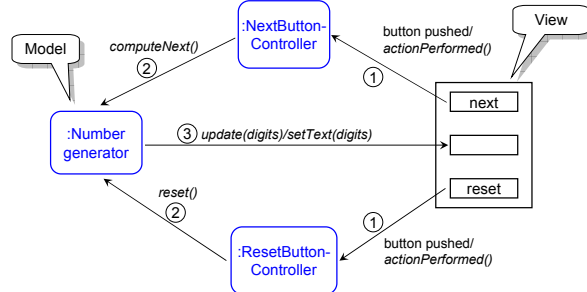 :NextButton-
Controller
View
Model
computeNext()
②
button pushed/
actionPerformed()
①
next
:Number
generator
③ update(digits)/setText(digits)
reset()
②
reset
①
button pushed/
actionPerformed()
:ResetButton-
Controller